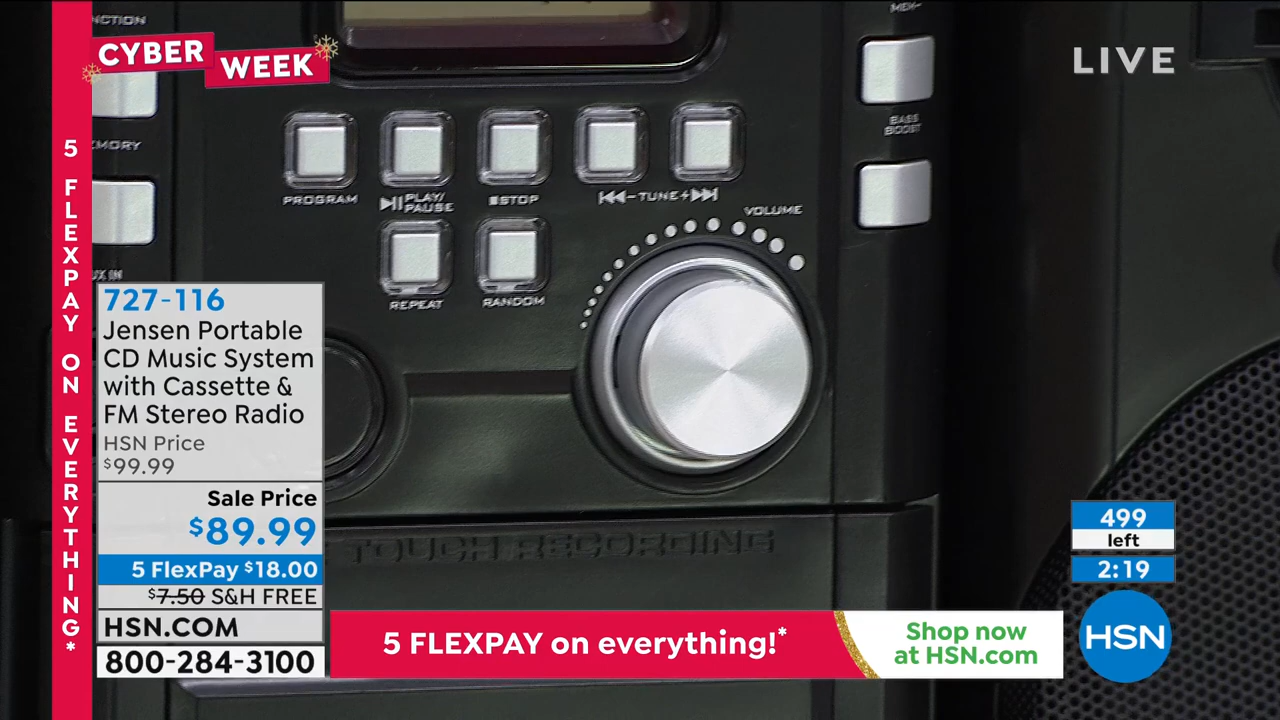 CYBER
WEEK
LIVE
5 FLEXPAY ON EVERYTHING*
BASS
BOOST
PROGRAM
PLAY/
PAUSE
STOP
-TUNE+
VOLUME
REPEAT
RANDOM
727-116
Jensen Portable
CD Music System
with Cassette &
FM Stereo Radio
HSN Price
$99.99
Sale Price
$89.99
5 FlexPay $18.00
$7.50 S&H FREE
HSN.COM
800-284-3100
TOUCH RECORDING
499
left
2:19
HSN
5 FLEXPAY on everything!*
Shop now
at HSN.com